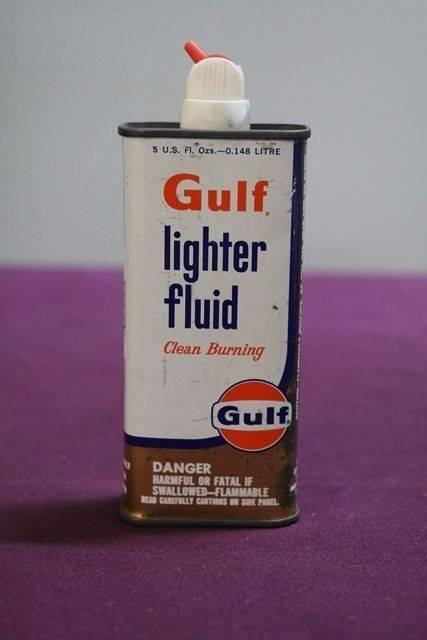 5 U.S. Fl. Ozs.—0.148 LITRE
Gulf
lighter
fluid
Clean Burning
Gulf
DANGER
HARMFUL OR FATAL IF
SWALLOWED—FLAMMABLE
READ CAREFULLY CAUTIONS ON SIDE PANEL.